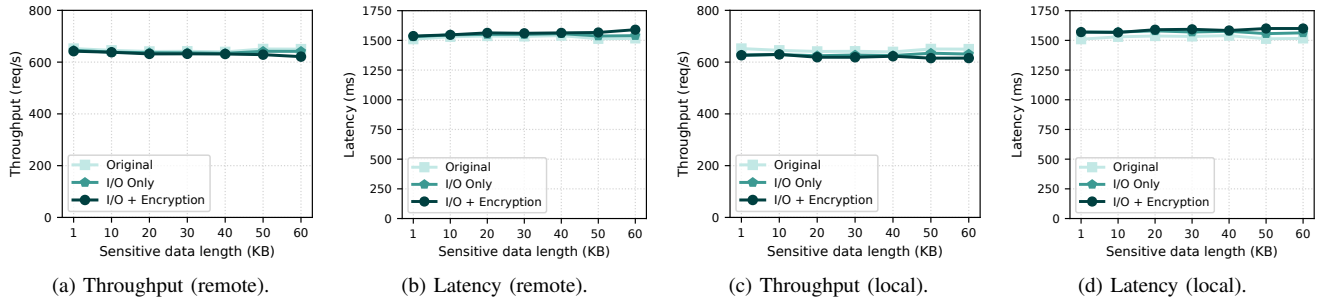 800
600
400
200
0
Throughput (req/s)
Original
I/O Only
I/O + Encryption
1 10 20 30 40 50 60
Sensitive data length (KB)
(a) Throughput (remote).
1750
1500
1250
1000
750
500
250
0
Latency (ms)
Original
I/O Only
I/O + Encryption
1 10 20 30 40 50 60
Sensitive data length (KB)
(b) Latency (remote).
800
600
400
200
0
Throughput (req/s)
Original
I/O Only
I/O + Encryption
1 10 20 30 40 50 60
Sensitive data length (KB)
(c) Throughput (local).
1750
1500
1250
1000
750
500
250
0
Latency (ms)
Original
I/O Only
I/O + Encryption
1 10 20 30 40 50 60
Sensitive data length (KB)
(d) Latency (local).